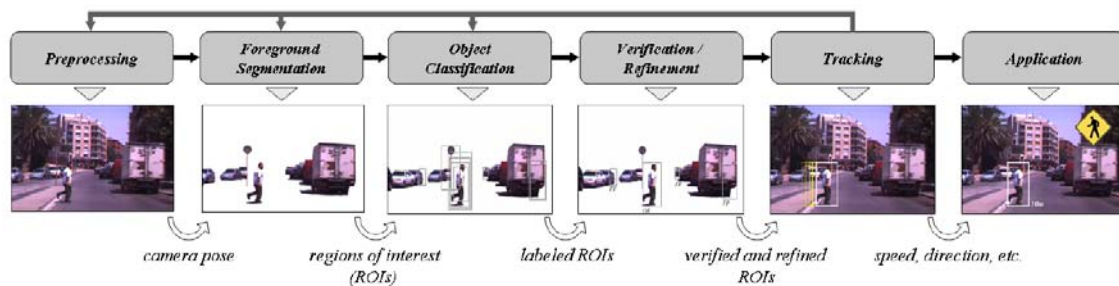 Preprocessing
Foreground
Segmentation
Object
Classification
Verification /
Refinement
Tracking
Application
camera pose
regions of interest
(ROIs)
labeled ROIs
verified and refined
ROIs
speed, direction, etc.